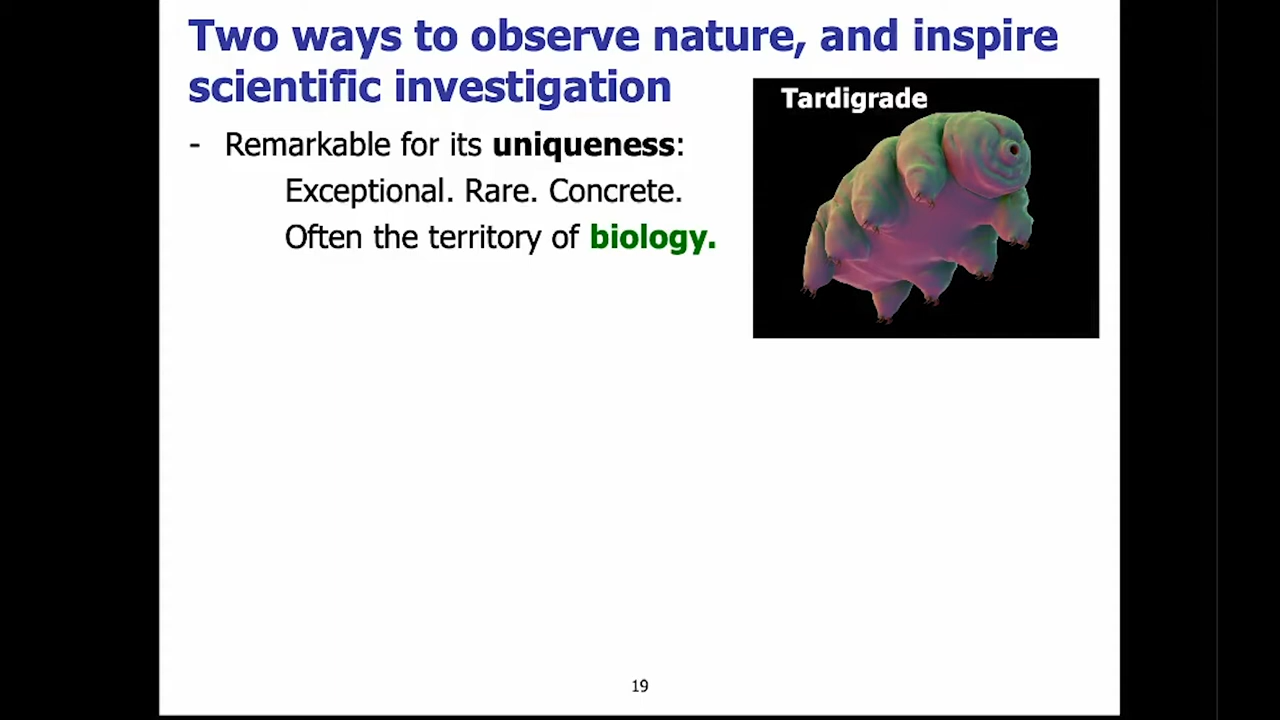 Two ways to observe nature, and inspire
scientific investigation
Tardigrade
- Remarkable for its uniqueness:
Exceptional. Rare. Concrete.
Often the territory of biology.
19